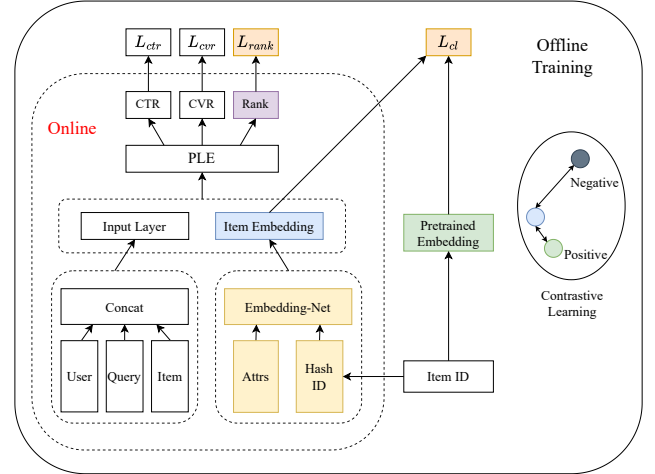 L_ctr
L_cvr
L_rank
L_cl
Offline
Training
CTR
CVR
Rank
Online
PLE
Negative
Input Layer
Item Embedding
Pretrained
Embedding
Positive
Contrastive
Learning
Concat
Embedding-Net
User
Query
Item
Attrs
Hash
ID
Item ID